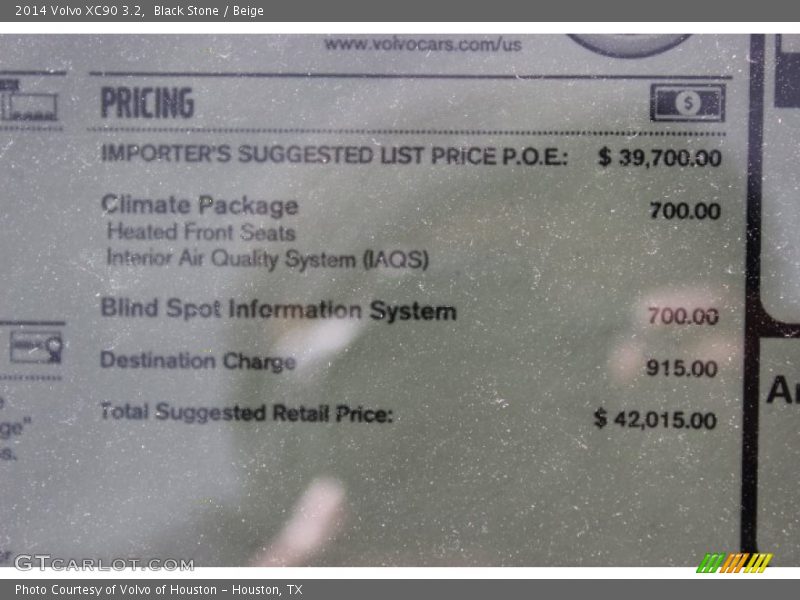 2014 Volvo XC90 3.2, Black Stone / Beige
www.volvocars.com/us
PRICING
$
IMPORTER'S SUGGESTED LIST PRICE P.O.E.: $ 39,700.00
Climate Package 700.00
Heated Front Seats
Interior Air Quality System (IAQS)
Blind Spot Information System 700.00
Destination Charge 915.00
Total Suggested Retail Price: $ 42,015.00
ge"
s.
GTCARLOT.COM
Photo Courtesy of Volvo of Houston - Houston, TX